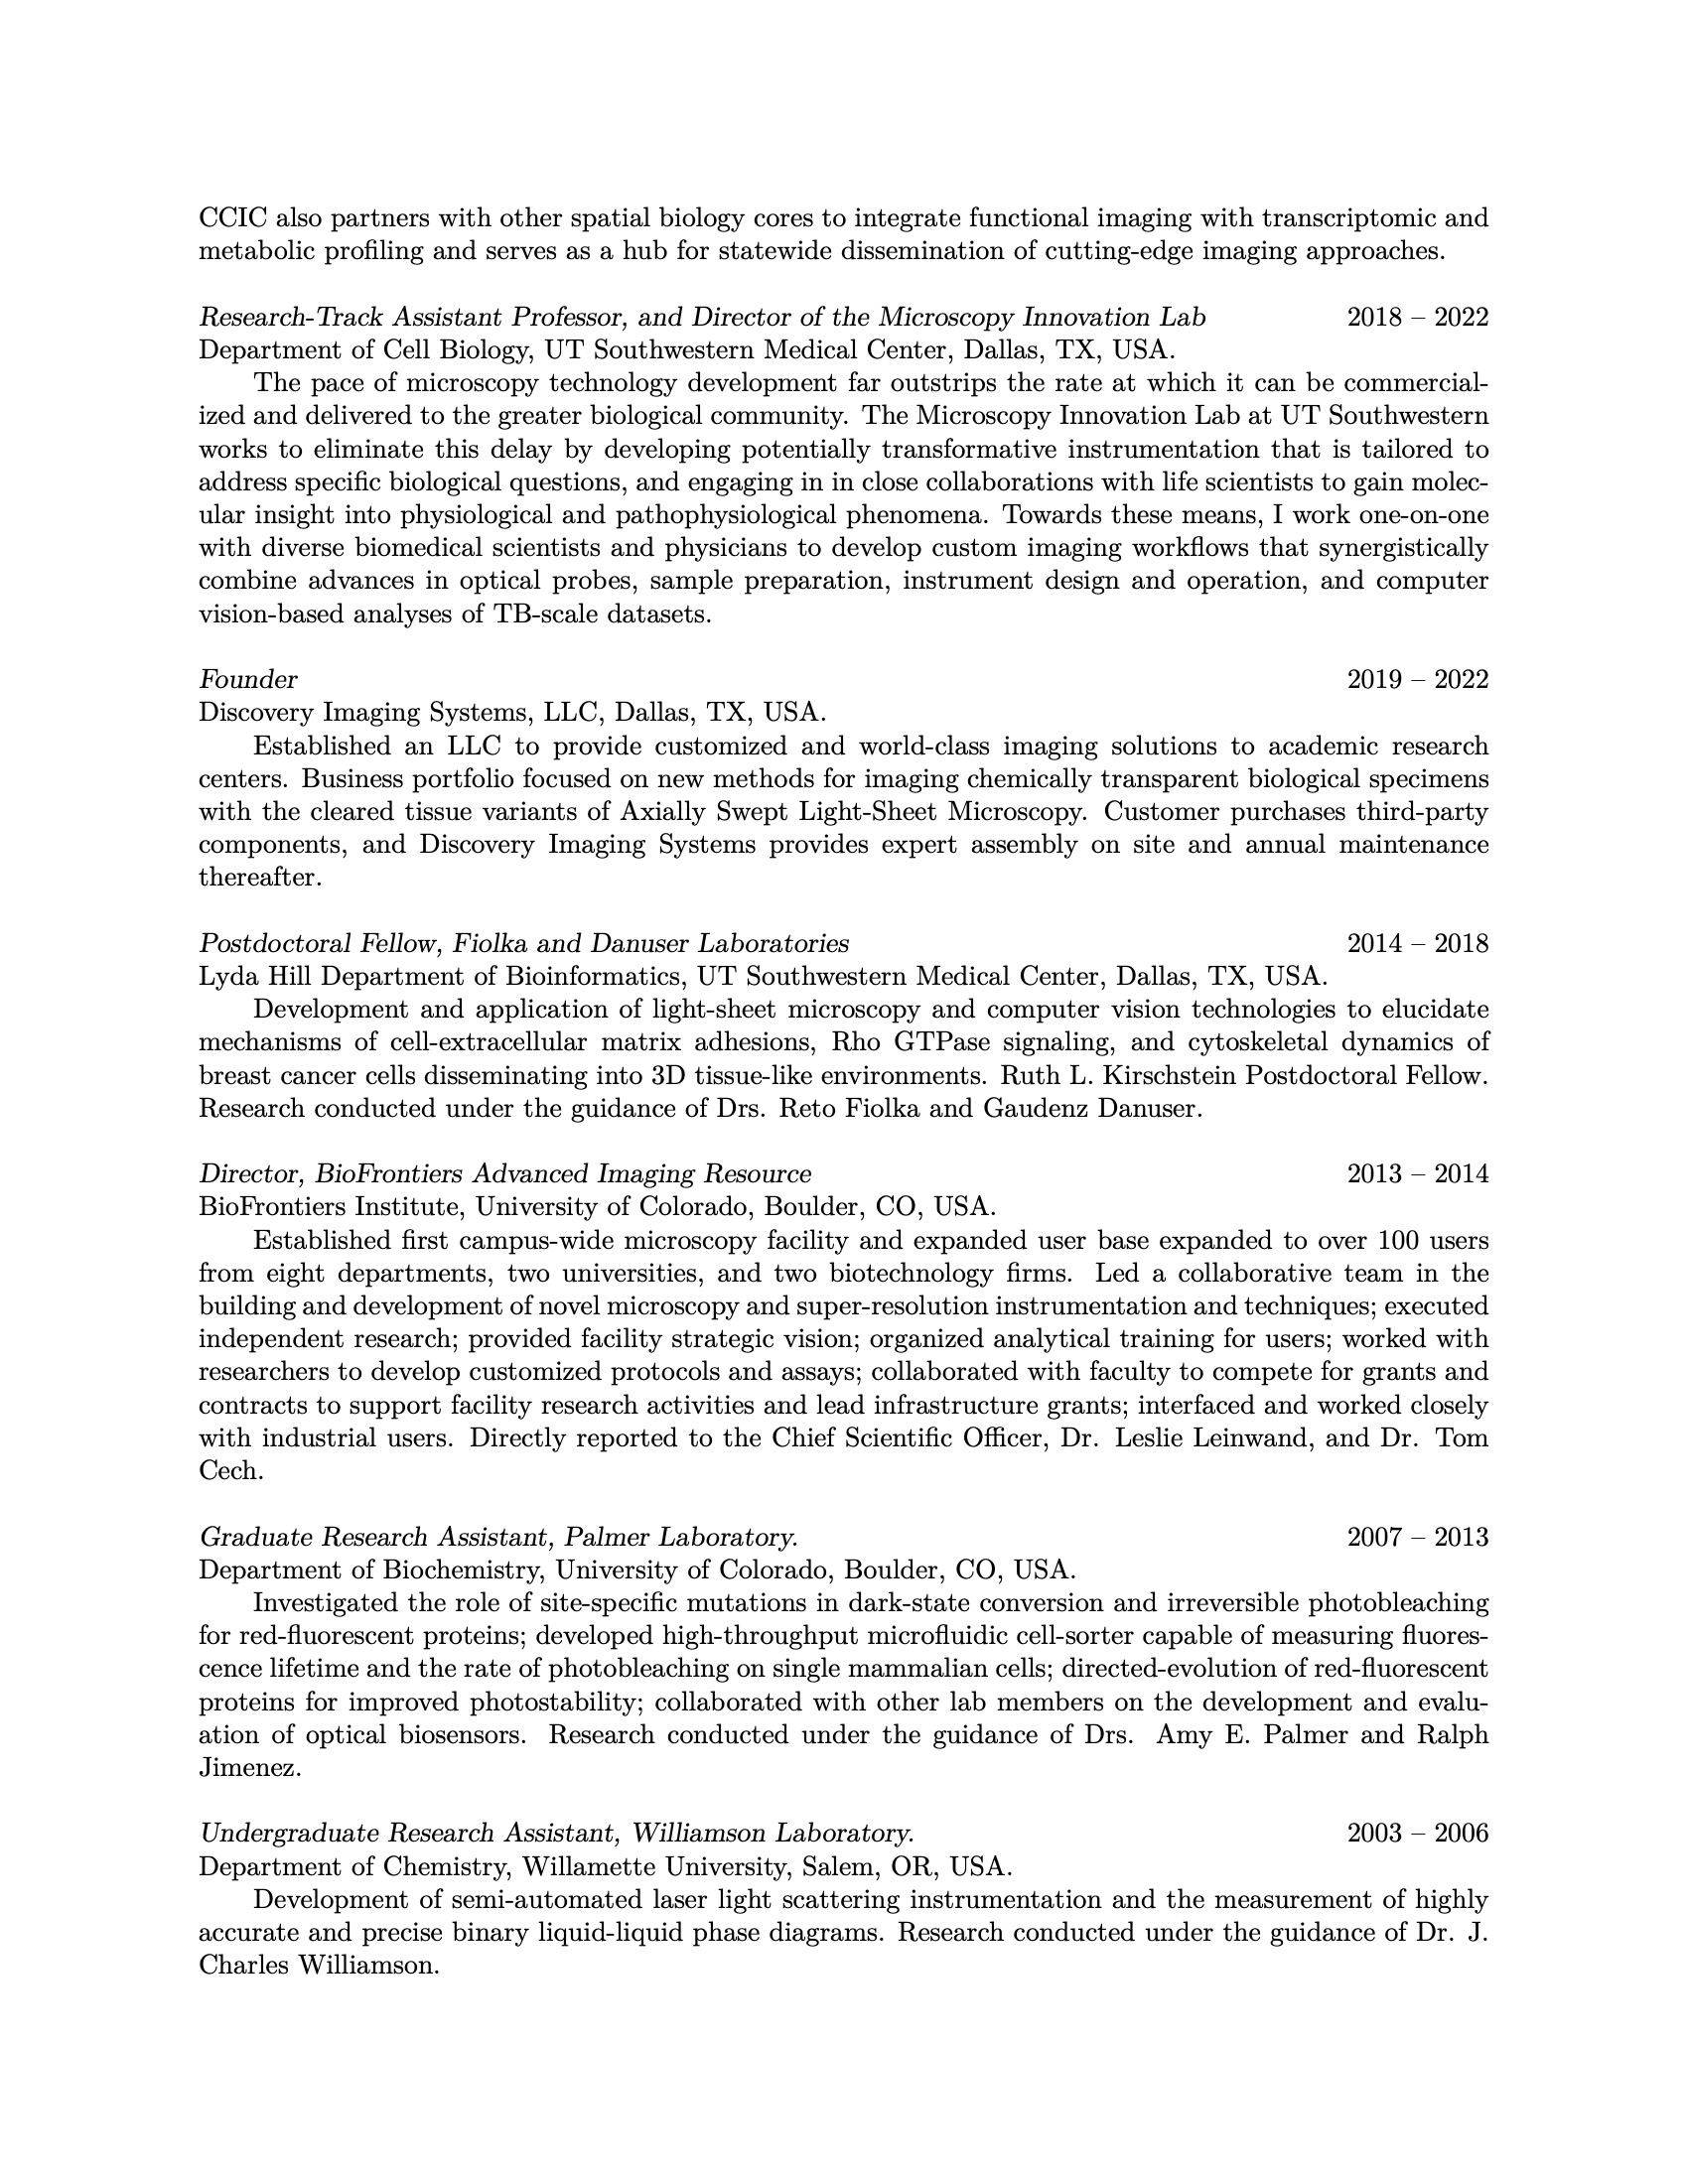 CCIC also partners with other spatial biology cores to integrate functional imaging with transcriptomic and
metabolic profiling and serves as a hub for statewide dissemination of cutting-edge imaging approaches.
Research-Track Assistant Professor, and Director of the Microscopy Innovation Lab 2018 – 2022
Department of Cell Biology, UT Southwestern Medical Center, Dallas, TX, USA.
The pace of microscopy technology development far outstrips the rate at which it can be commercial-
ized and delivered to the greater biological community. The Microscopy Innovation Lab at UT Southwestern
works to eliminate this delay by developing potentially transformative instrumentation that is tailored to
address specific biological questions, and engaging in in close collaborations with life scientists to gain molec-
ular insight into physiological and pathophysiological phenomena. Towards these means, I work one-on-one
with diverse biomedical scientists and physicians to develop custom imaging workflows that synergistically
combine advances in optical probes, sample preparation, instrument design and operation, and computer
vision-based analyses of TB-scale datasets.
Founder 2019 – 2022
Discovery Imaging Systems, LLC, Dallas, TX, USA.
Established an LLC to provide customized and world-class imaging solutions to academic research
centers. Business portfolio focused on new methods for imaging chemically transparent biological specimens
with the cleared tissue variants of Axially Swept Light-Sheet Microscopy. Customer purchases third-party
components, and Discovery Imaging Systems provides expert assembly on site and annual maintenance
thereafter.
Postdoctoral Fellow, Fiolka and Danuser Laboratories 2014 – 2018
Lyda Hill Department of Bioinformatics, UT Southwestern Medical Center, Dallas, TX, USA.
Development and application of light-sheet microscopy and computer vision technologies to elucidate
mechanisms of cell-extracellular matrix adhesions, Rho GTPase signaling, and cytoskeletal dynamics of
breast cancer cells disseminating into 3D tissue-like environments. Ruth L. Kirschstein Postdoctoral Fellow.
Research conducted under the guidance of Drs. Reto Fiolka and Gaudenz Danuser.
Director, BioFrontiers Advanced Imaging Resource 2013 – 2014
BioFrontiers Institute, University of Colorado, Boulder, CO, USA.
Established first campus-wide microscopy facility and expanded user base expanded to over 100 users
from eight departments, two universities, and two biotechnology firms. Led a collaborative team in the
building and development of novel microscopy and super-resolution instrumentation and techniques; executed
independent research; provided facility strategic vision; organized analytical training for users; worked with
researchers to develop customized protocols and assays; collaborated with faculty to compete for grants and
contracts to support facility research activities and lead infrastructure grants; interfaced and worked closely
with industrial users. Directly reported to the Chief Scientific Officer, Dr. Leslie Leinwand, and Dr. Tom
Cech.
Graduate Research Assistant, Palmer Laboratory. 2007 – 2013
Department of Biochemistry, University of Colorado, Boulder, CO, USA.
Investigated the role of site-specific mutations in dark-state conversion and irreversible photobleaching
for red-fluorescent proteins; developed high-throughput microfluidic cell-sorter capable of measuring fluores-
cence lifetime and the rate of photobleaching on single mammalian cells; directed-evolution of red-fluorescent
proteins for improved photostability; collaborated with other lab members on the development and evalu-
ation of optical biosensors. Research conducted under the guidance of Drs. Amy E. Palmer and Ralph
Jimenez.
Undergraduate Research Assistant, Williamson Laboratory. 2003 – 2006
Department of Chemistry, Willamette University, Salem, OR, USA.
Development of semi-automated laser light scattering instrumentation and the measurement of highly
accurate and precise binary liquid-liquid phase diagrams. Research conducted under the guidance of Dr. J.
Charles Williamson.